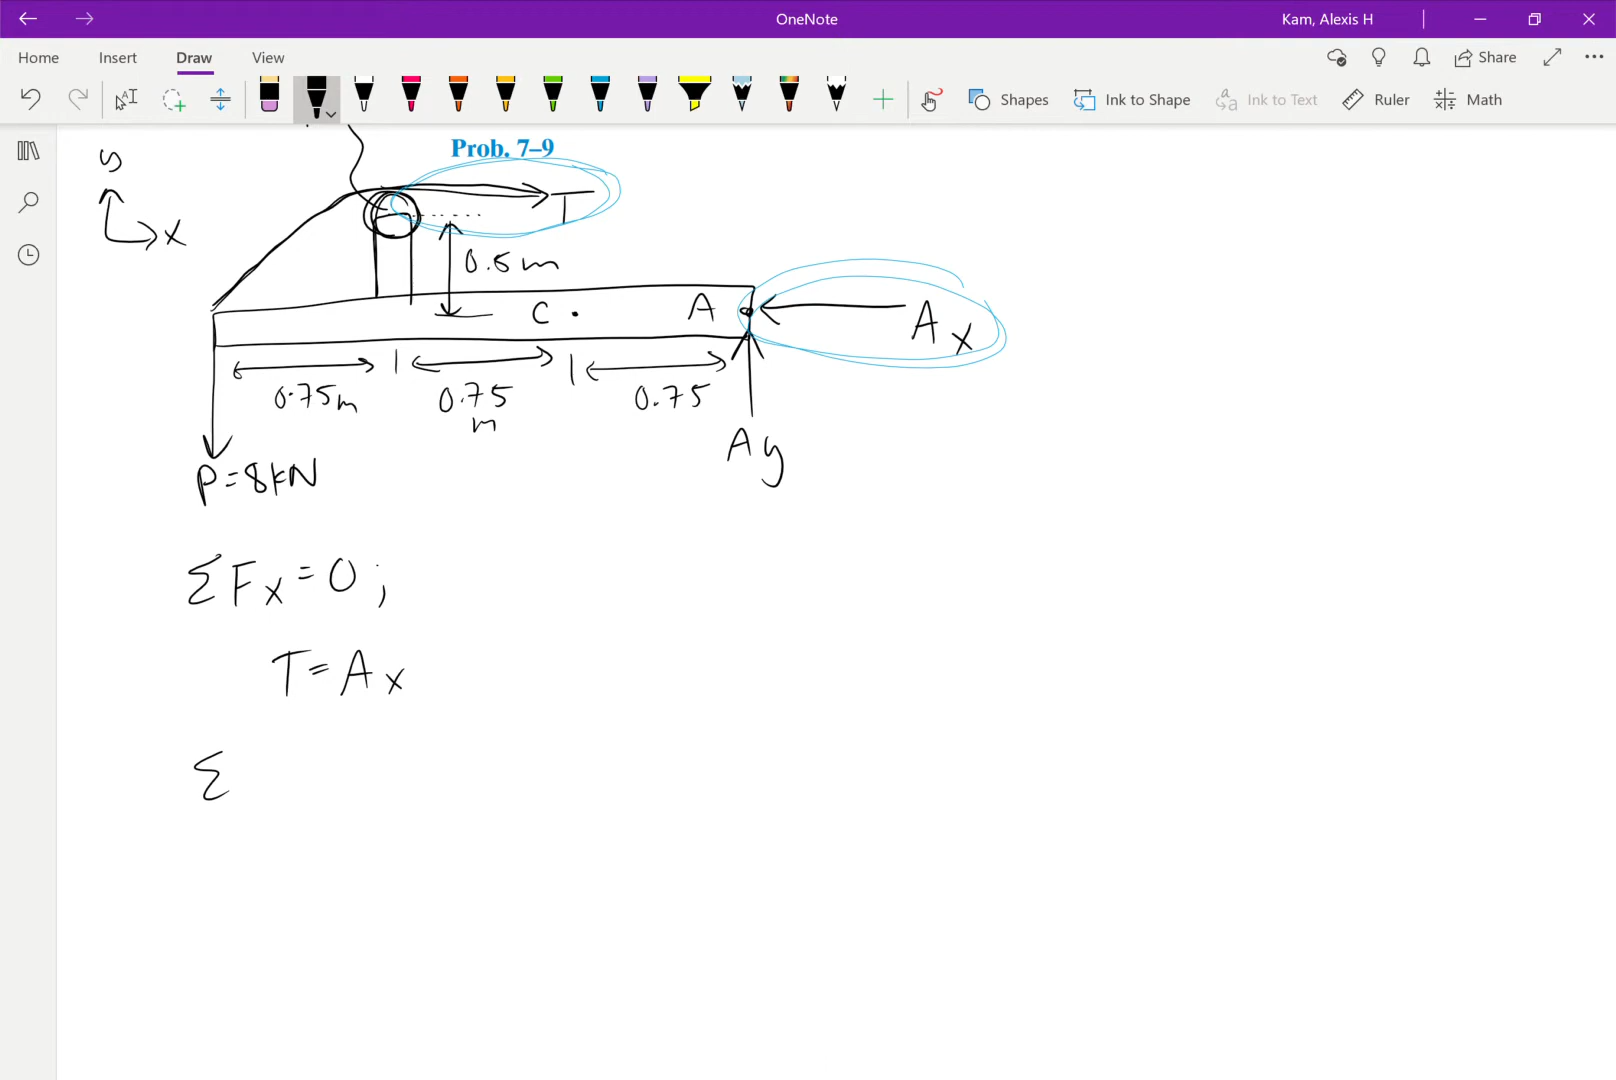 OneNote
Kam, Alexis H
Home Insert Draw View
Share
Shapes Ink to Shape Ink to Text Ruler Math
Prob. 7–9
y
x
T
0.5m
C
A
Ax
0.75m
0.75
m
0.75
Ay
P=8kN
ΣFx=0;
T=Ax
Σ